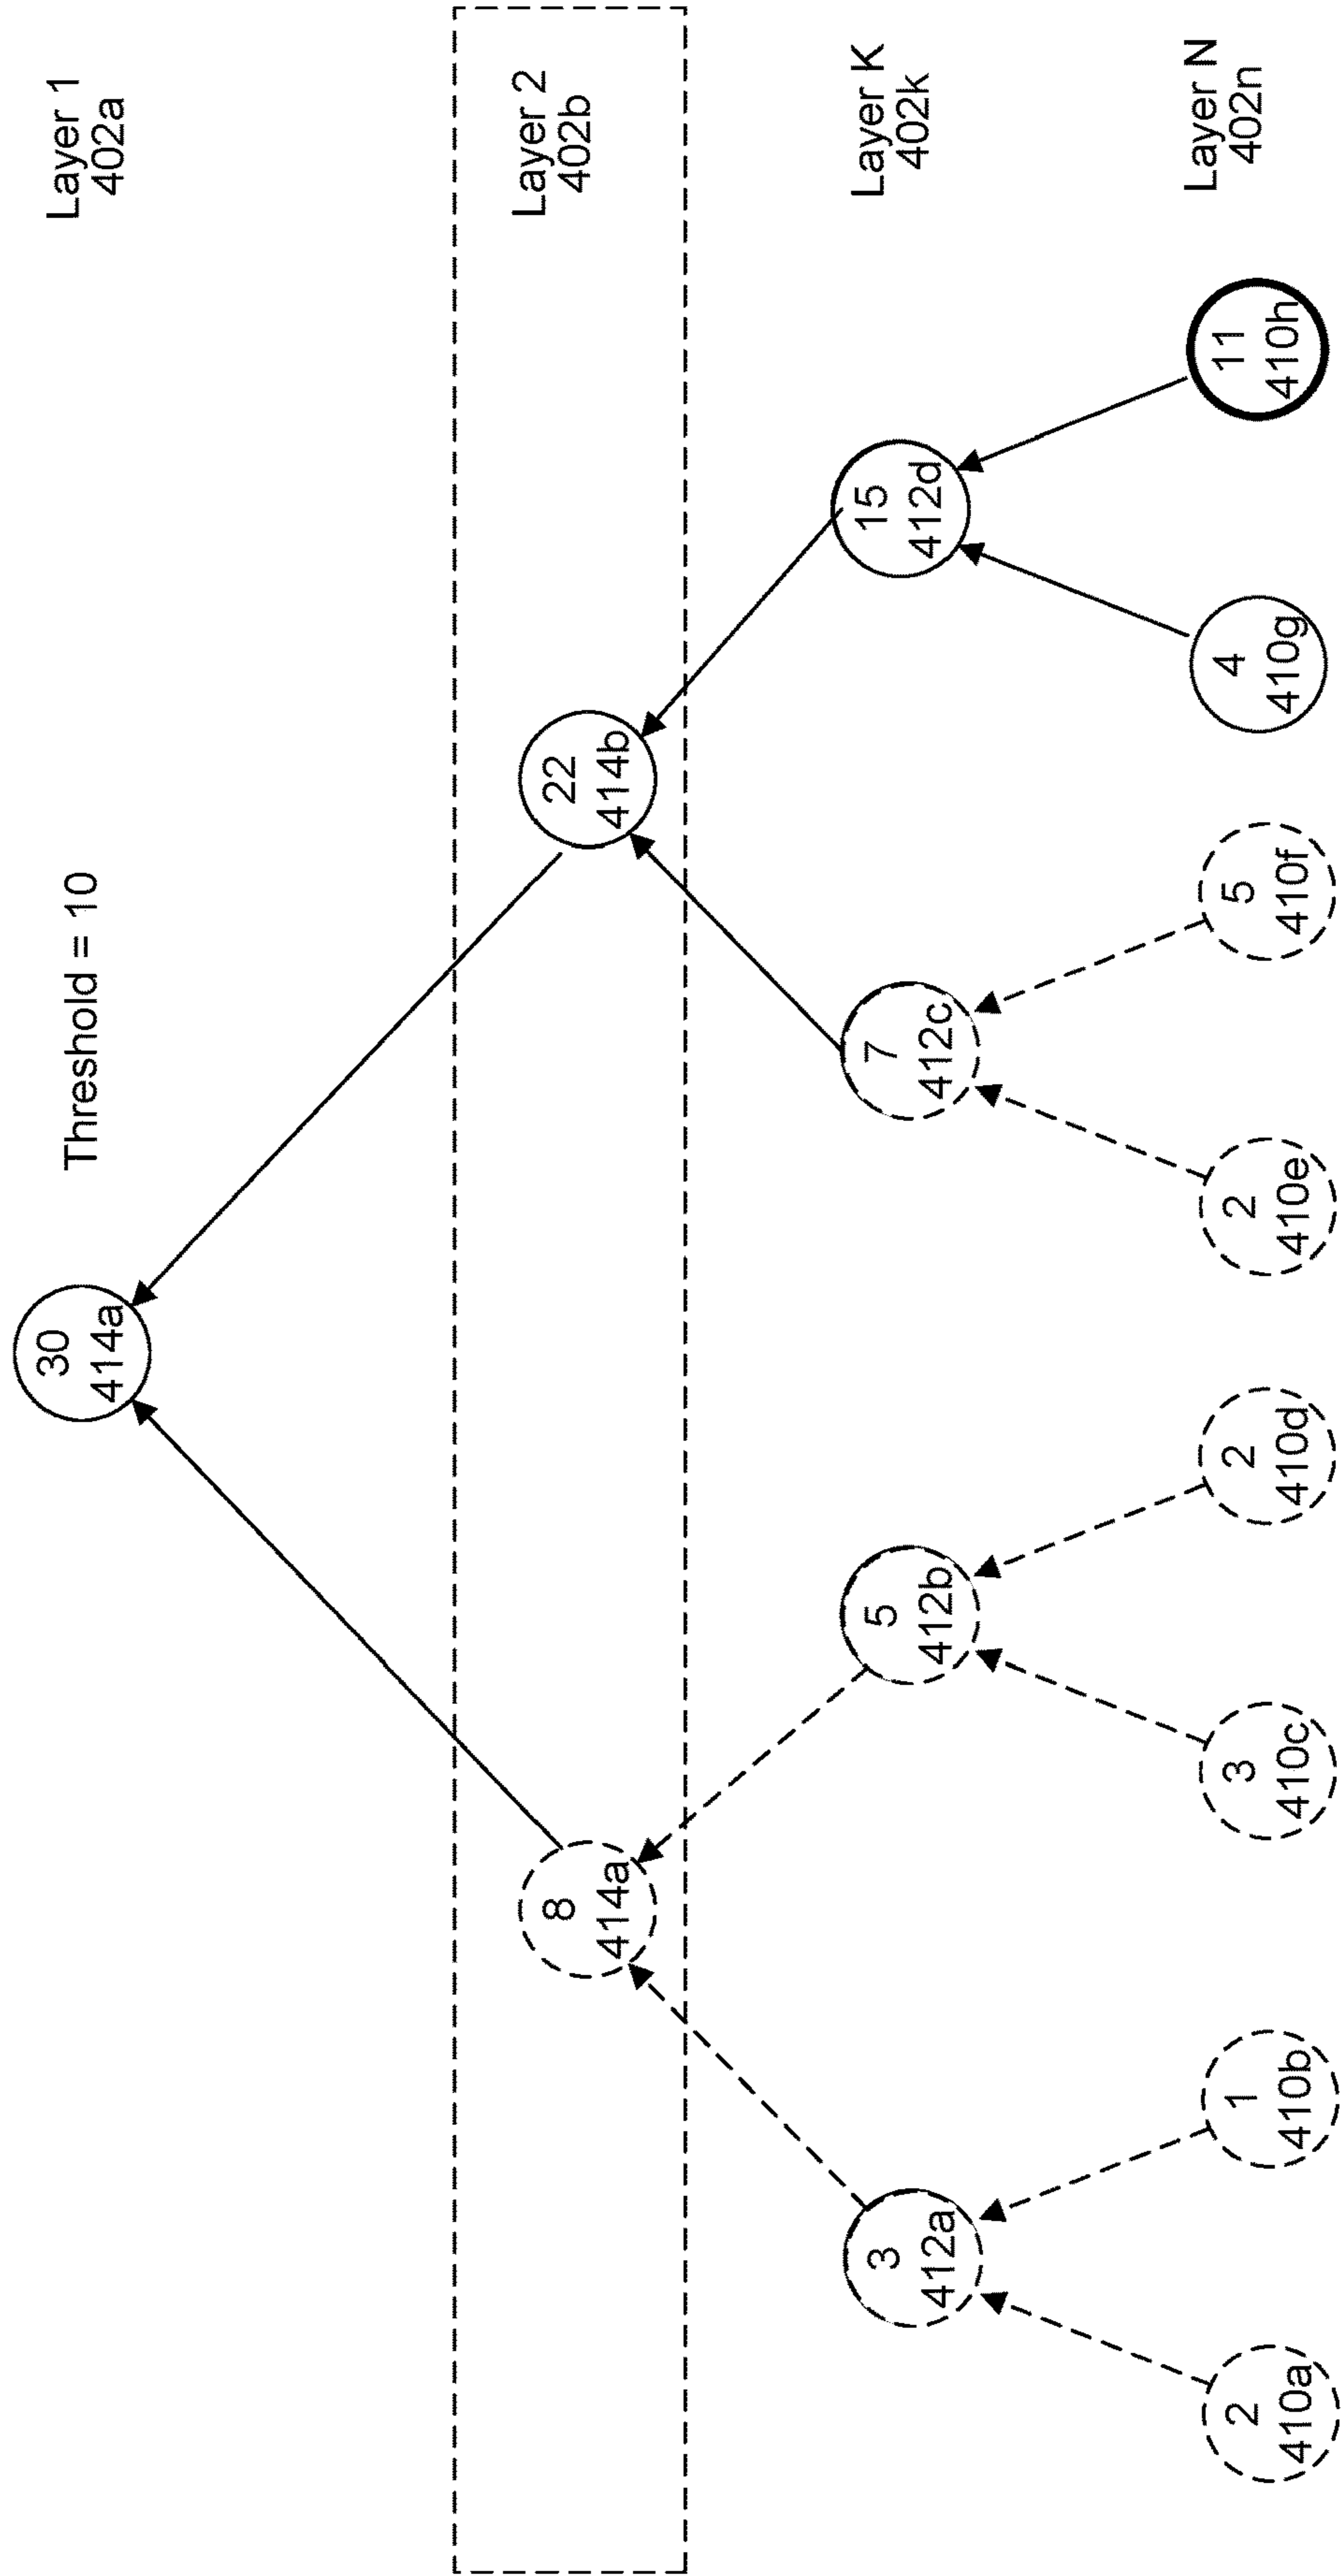 Layer 1
402a
30
414a
Threshold = 10
Layer 2
402b
8
414a
22
414b
Layer K
402k
3
412a
5
412b
7
412c
15
412d
Layer N
402n
2
410a
1
410b
3
410c
2
410d
2
410e
5
410f
4
410g
11
410h